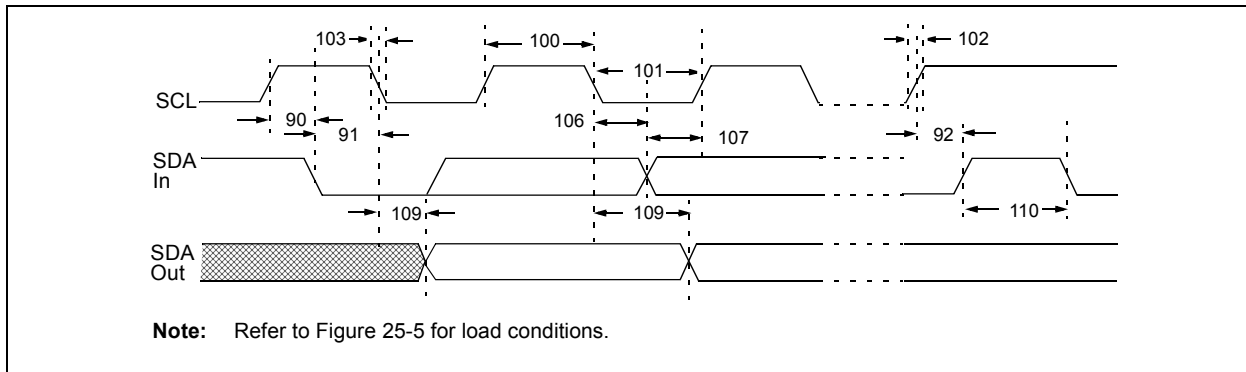 103
100
102
101
SCL
90
91
106
107
92
SDA
In
109
109
110
SDA
Out
Note: Refer to Figure 25-5 for load conditions.